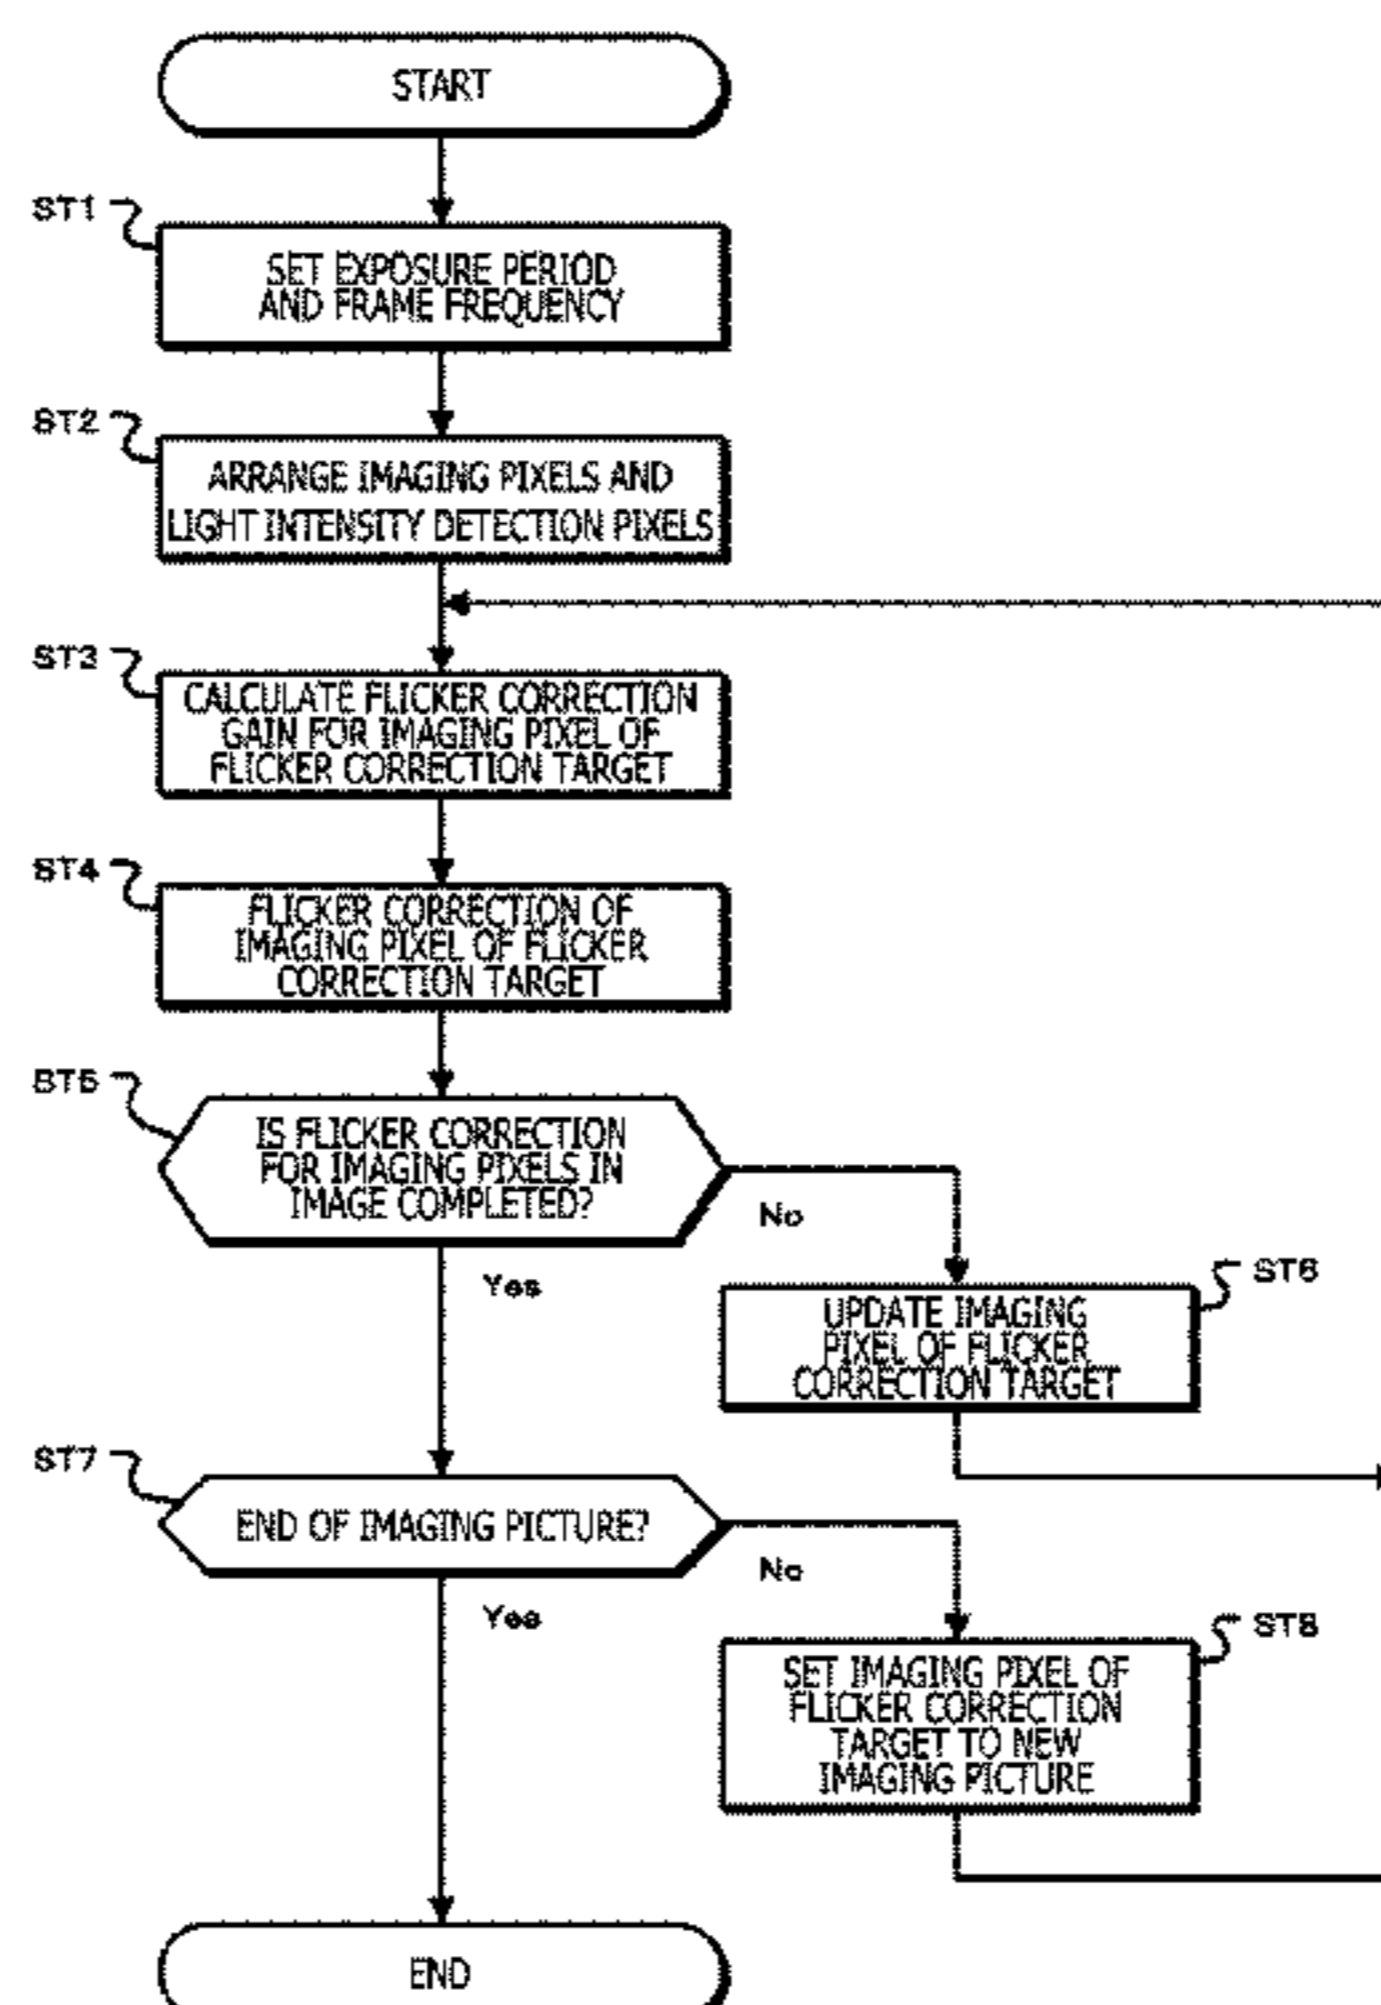 START
ST1
SET EXPOSURE PERIOD
AND FRAME FREQUENCY
ST2
ARRANGE IMAGING PIXELS AND
LIGHT INTENSITY DETECTION PIXELS
ST3
CALCULATE FLICKER CORRECTION
GAIN FOR IMAGING PIXEL OF
FLICKER CORRECTION TARGET
ST4
FLICKER CORRECTION OF
IMAGING PIXEL OF FLICKER
CORRECTION TARGET
ST5
IS FLICKER CORRECTION
FOR IMAGING PIXELS IN
IMAGE COMPLETED?
No
Yes
ST6
UPDATE IMAGING
PIXEL OF FLICKER
CORRECTION TARGET
ST7
END OF IMAGING PICTURE?
No
Yes
ST8
SET IMAGING PIXEL OF
FLICKER CORRECTION
TARGET TO NEW
IMAGING PICTURE
END